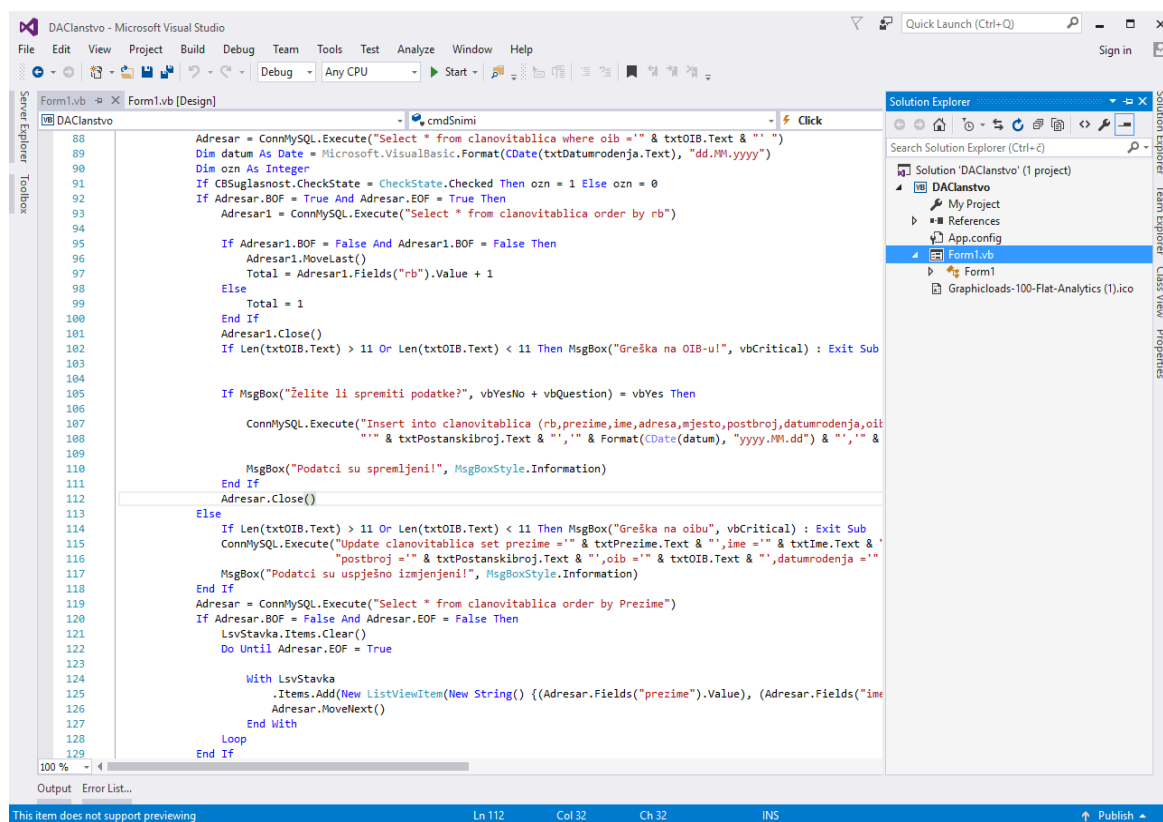 DAClanstvo - Microsoft Visual Studio
Quick Launch (Ctrl+Q)
File Edit View Project Build Debug Team Tools Test Analyze Window Help
Sign in
Debug Any CPU Start
Server Explorer
Toolbox
Form1.vb Form1.vb [Design]
DAClanstvo cmdSnimi Click
88 Adresar = ConnMySQL.Execute("Select * from clanovitablica where oib ='" & txtOIB.Text & "' ")
89 Dim datum As Date = Microsoft.VisualBasic.Format(CDate(txtDatumrodenja.Text), "dd.MM.yyyy")
90 Dim ozn As Integer
91 If CBSuglasnost.CheckState = CheckState.Checked Then ozn = 1 Else ozn = 0
92 If Adresar.BOF = True And Adresar.EOF = True Then
93 Adresar1 = ConnMySQL.Execute("Select * from clanovitablica order by rb")
94
95 If Adresar1.BOF = False And Adresar1.BOF = False Then
96 Adresar1.MoveLast()
97 Total = Adresar1.Fields("rb").Value + 1
98 Else
99 Total = 1
100 End If
101 Adresar1.Close()
102 If Len(txtOIB.Text) > 11 Or Len(txtOIB.Text) < 11 Then MsgBox("Greška na OIB-u!", vbCritical) : Exit Sub
103
104
105 If MsgBox("Želite li spremiti podatke?", vbYesNo + vbQuestion) = vbYes Then
106
107 ConnMySQL.Execute("Insert into clanovitablica (rb,prezime,ime,adresa,mjesto,postbroj,datumrodenja,oib
108 "'" & txtPostanskibroj.Text & "','" & Format(CDate(datum), "yyyy.MM.dd") & "','" &
109
110 MsgBox("Podatci su spremljeni!", MsgBoxStyle.Information)
111 End If
112 Adresar.Close()
113 Else
114 If Len(txtOIB.Text) > 11 Or Len(txtOIB.Text) < 11 Then MsgBox("Greška na oibu", vbCritical) : Exit Sub
115 ConnMySQL.Execute("Update clanovitablica set prezime ='" & txtPrezime.Text & "',ime ='" & txtIme.Text & "
116 "postbroj ='" & txtPostanskibroj.Text & "',oib ='" & txtOIB.Text & "',datumrodenja ='"
117 MsgBox("Podatci su uspješno izmjenjeni!", MsgBoxStyle.Information)
118 End If
119 Adresar = ConnMySQL.Execute("Select * from clanovitablica order by Prezime")
120 If Adresar.BOF = False And Adresar.EOF = False Then
121 LsvStavka.Items.Clear()
122 Do Until Adresar.EOF = True
123
124 With LsvStavka
125 .Items.Add(New ListViewItem(New String() {(Adresar.Fields("prezime").Value), (Adresar.Fields("ime
126 Adresar.MoveNext()
127 End With
128 Loop
129 End If
100 %
Output Error List...
This item does not support previewing Ln 112 Col 32 Ch 32 INS Publish
Solution Explorer
Search Solution Explorer (Ctrl+č)
Solution 'DAClanstvo' (1 project)
DAClanstvo
My Project
References
App.config
Form1.vb
Form1
Graphicloads-100-Flat-Analytics (1).ico
Solution Explorer
Team Explorer
Class View
Properties